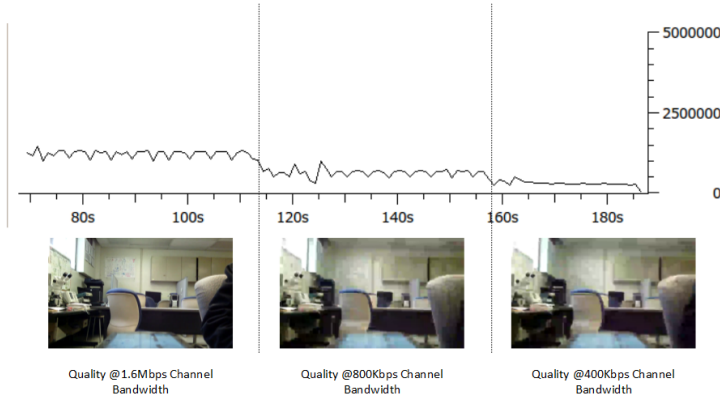 5000000
2500000
0
80s 100s 120s 140s 160s 180s
Quality @1.6Mbps Channel
Bandwidth
Quality @800Kbps Channel
Bandwidth
Quality @400Kbps Channel
Bandwidth